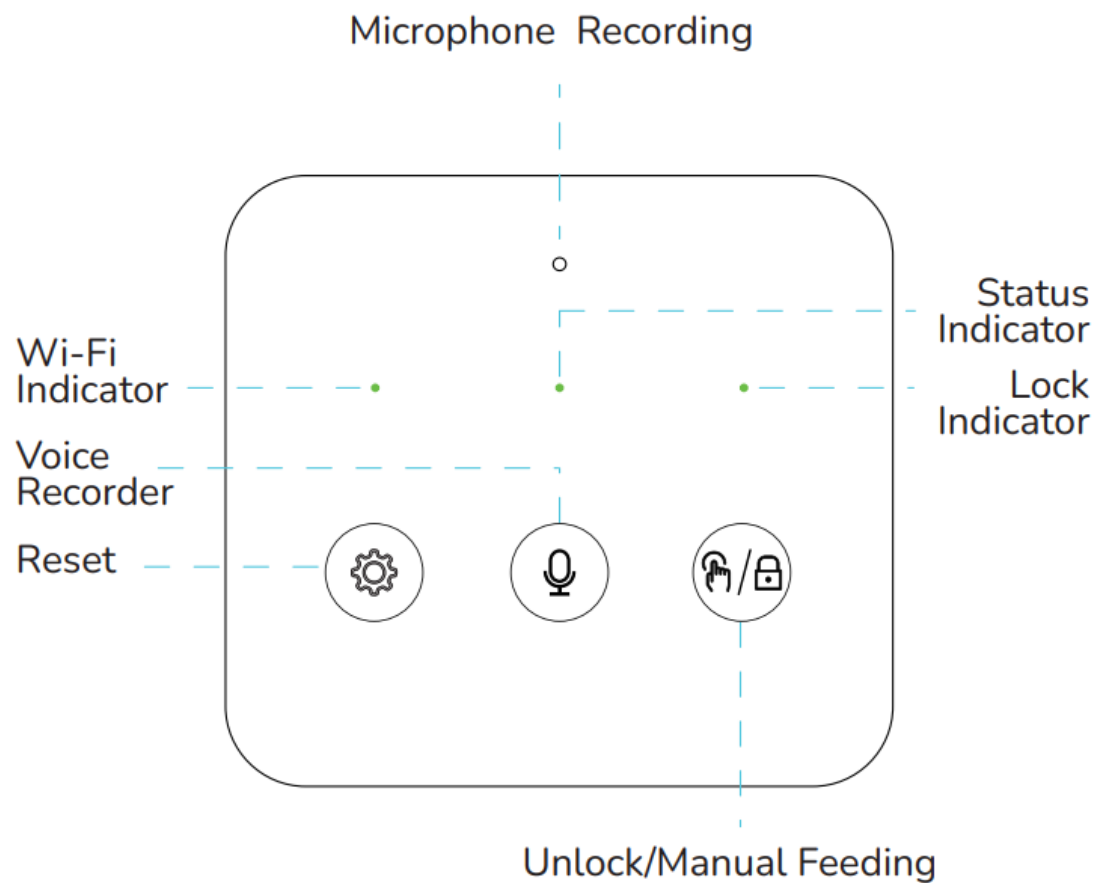 Microphone Recording
Status
Indicator
Wi-Fi
Indicator
Lock
Indicator
Voice
Recorder
Reset
Unlock/Manual Feeding